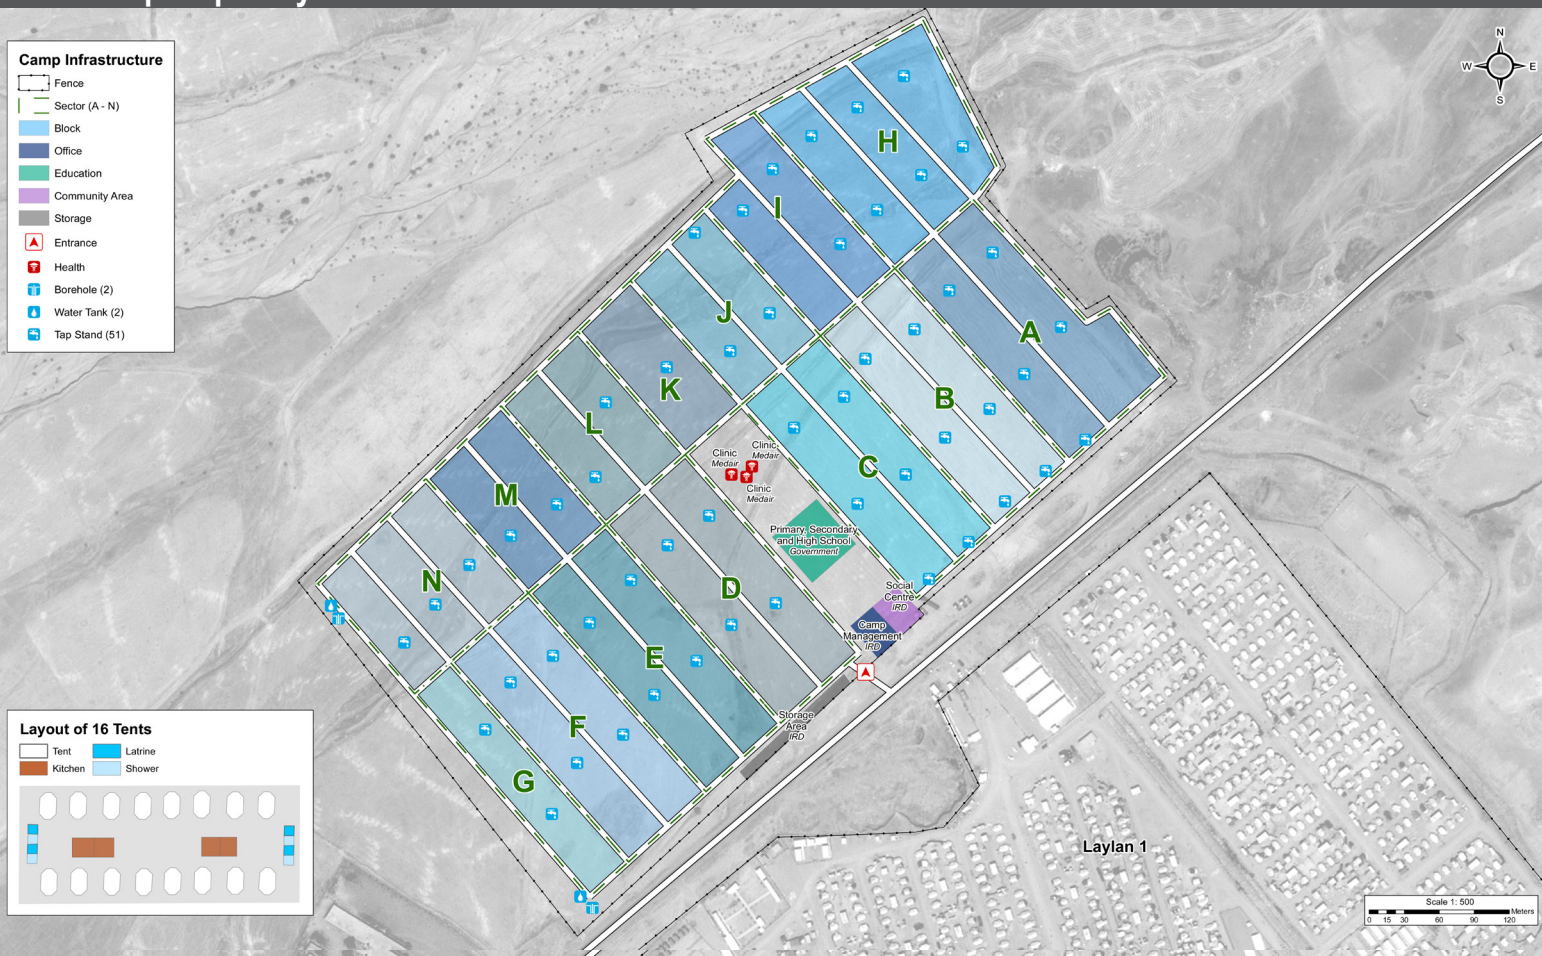 Camp Infrastructure
Fence
Sector (A - N)
Block
Office
Education
Community Area
Storage
Entrance
Health
Borehole (2)
Water Tank (2)
Tap Stand (51)
N
W
E
S
H
I
J
A
K
B
L
C
Clinic
Medair
Clinic
Medair
Clinic
Medair
M
Primary, Secondary
and High School
Government
N
D
Social
Centre
IRD
Camp
Management
IRD
E
Storage
Area
IRD
F
G
Layout of 16 Tents
Tent
Latrine
Kitchen
Shower
Laylan 1
Scale 1: 500
Meters
0 15 30 60 90 120